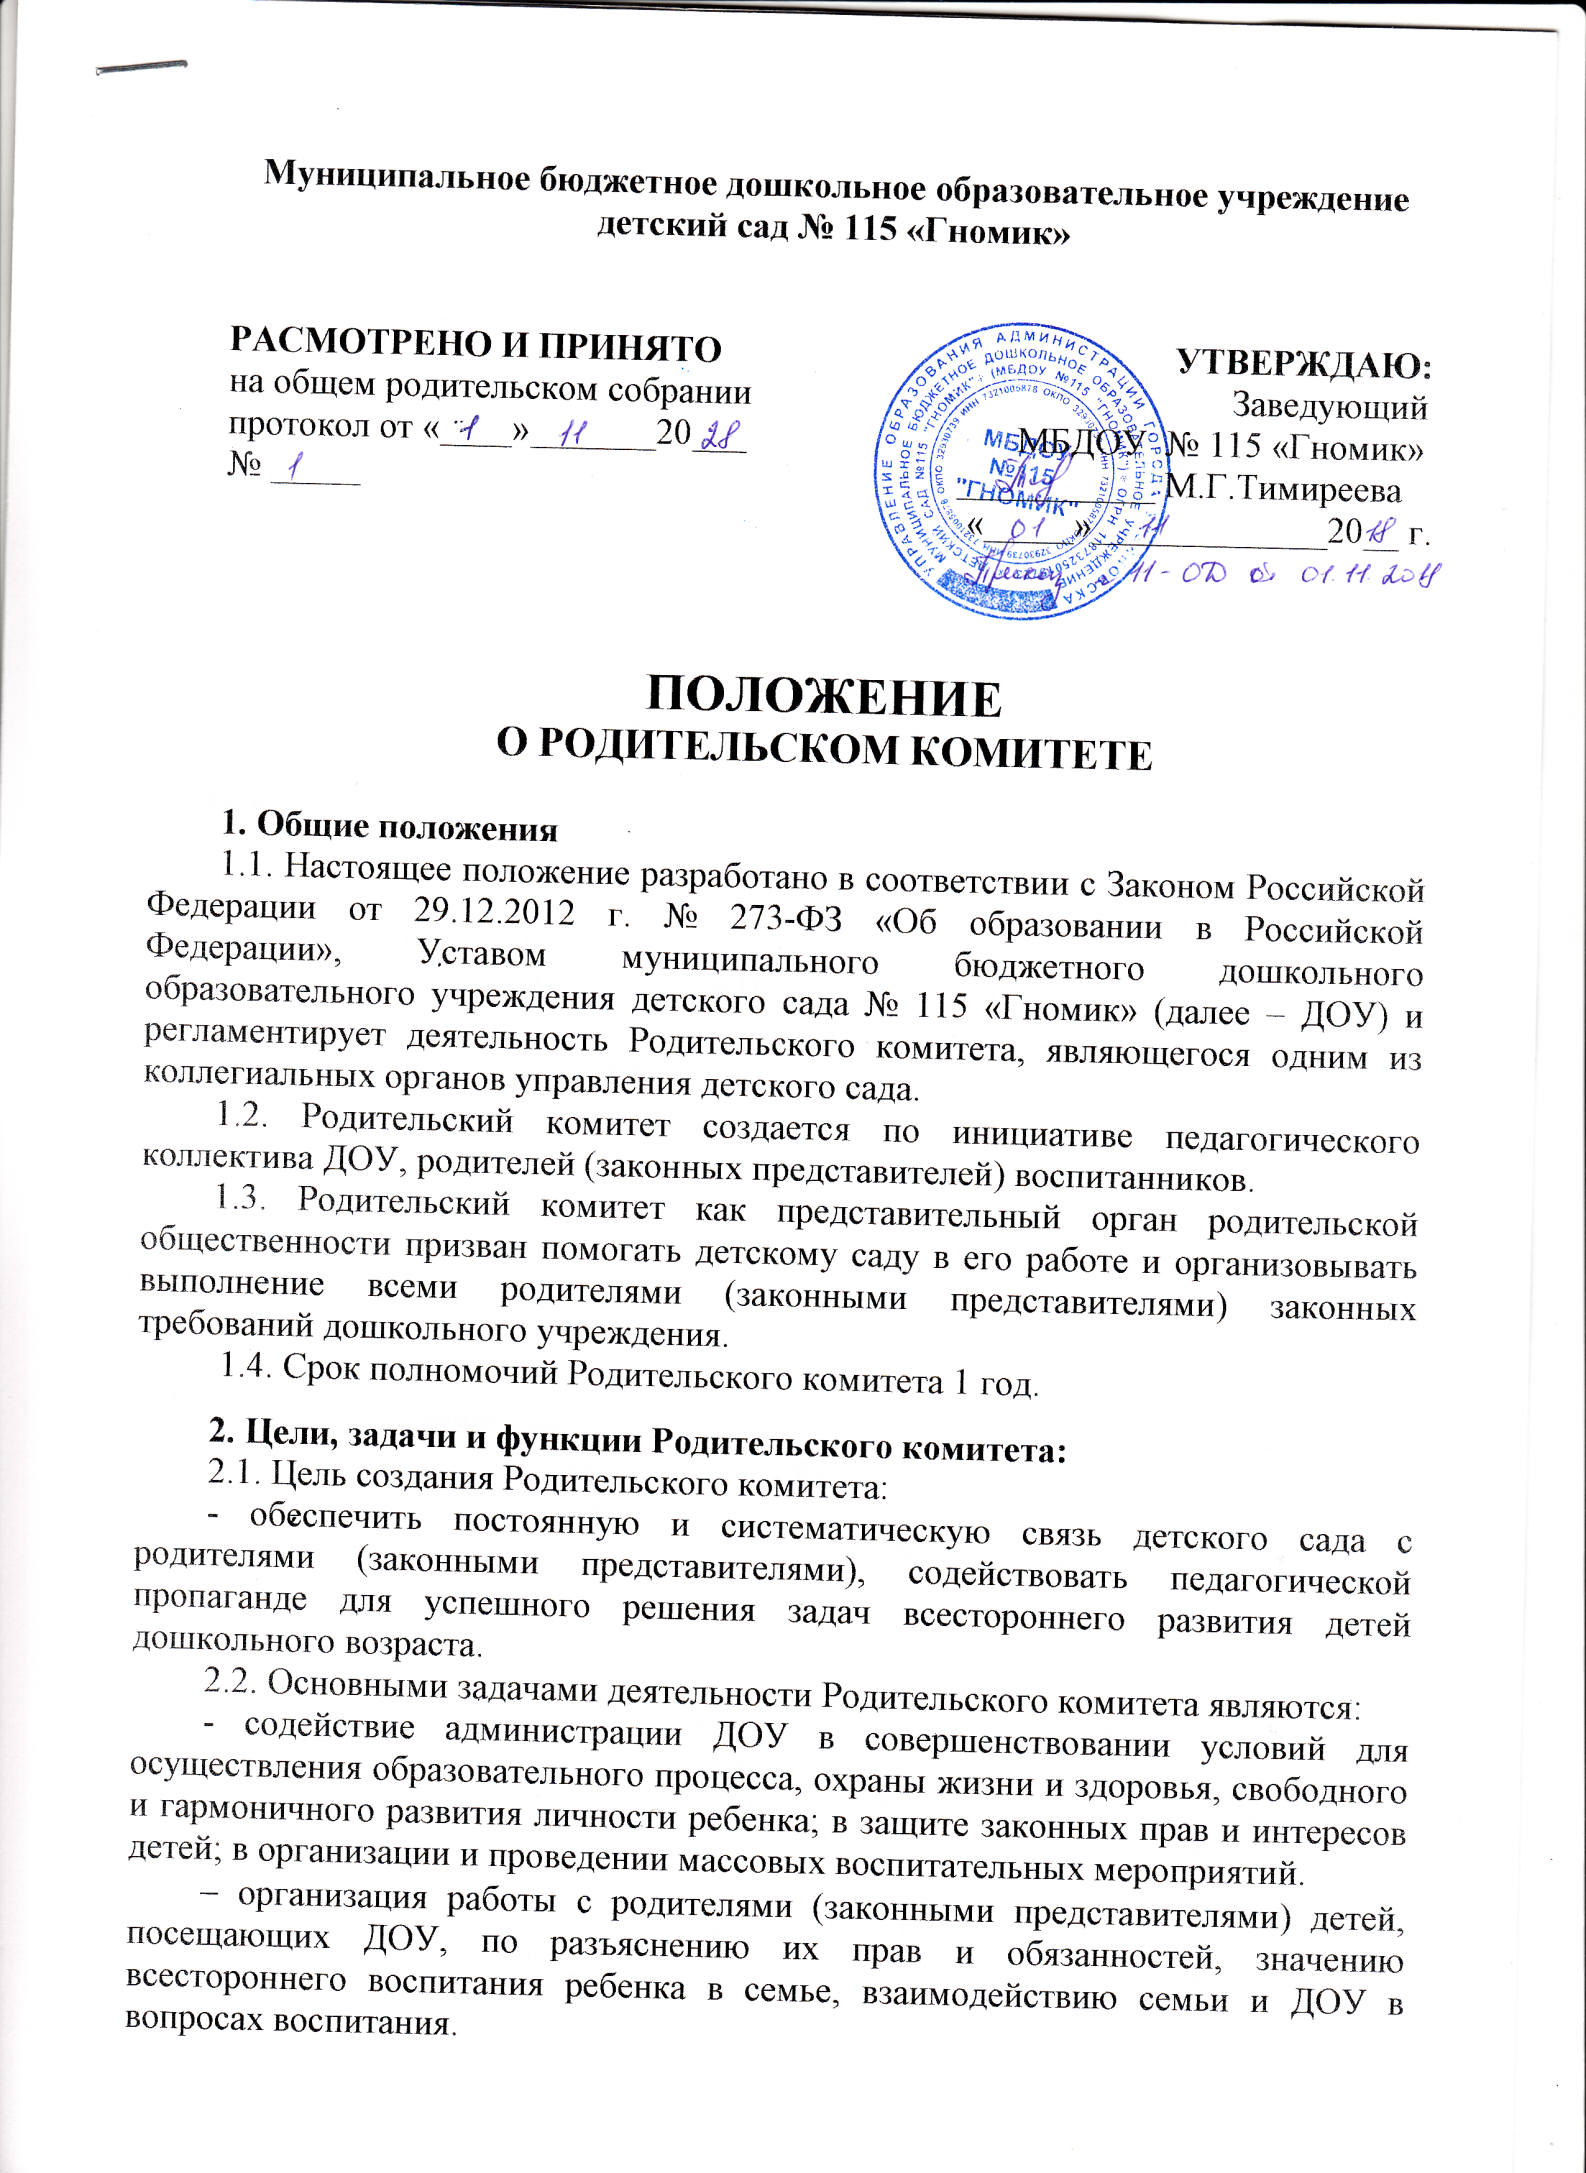 Муниципальное бюджетное дошкольное образовательное учреждение
детский сад № 115 «Гномик»
РАСМОТРЕНО И ПРИНЯТО
на общем родительском собрании
протокол от « 1 » 11 20 28
№ 1
УТВЕРЖДАЮ:
Заведующий
МБДОУ № 115 «Гномик»
М.Г.Тимиреева
« 01 » 11 2018 г.
11-ОД 01.11.2018
МБДОУ
№115
"ГНОМИК"
ПОЛОЖЕНИЕ
О РОДИТЕЛЬСКОМ КОМИТЕТЕ
1. Общие положения
1.1. Настоящее положение разработано в соответствии с Законом Российской
Федерации от 29.12.2012 г. № 273-ФЗ «Об образовании в Российской
Федерации», Уставом муниципального бюджетного дошкольного
образовательного учреждения детского сада № 115 «Гномик» (далее – ДОУ) и
регламентирует деятельность Родительского комитета, являющегося одним из
коллегиальных органов управления детского сада.
1.2. Родительский комитет создается по инициативе педагогического
коллектива ДОУ, родителей (законных представителей) воспитанников.
1.3. Родительский комитет как представительный орган родительской
общественности призван помогать детскому саду в его работе и организовывать
выполнение всеми родителями (законными представителями) законных
требований дошкольного учреждения.
1.4. Срок полномочий Родительского комитета 1 год.
2. Цели, задачи и функции Родительского комитета:
2.1. Цель создания Родительского комитета:
- обеспечить постоянную и систематическую связь детского сада с
родителями (законными представителями), содействовать педагогической
пропаганде для успешного решения задач всестороннего развития детей
дошкольного возраста.
2.2. Основными задачами деятельности Родительского комитета являются:
- содействие администрации ДОУ в совершенствовании условий для
осуществления образовательного процесса, охраны жизни и здоровья, свободного
и гармоничного развития личности ребенка; в защите законных прав и интересов
детей; в организации и проведении массовых воспитательных мероприятий.
– организация работы с родителями (законными представителями) детей,
посещающих ДОУ, по разъяснению их прав и обязанностей, значению
всестороннего воспитания ребенка в семье, взаимодействию семьи и ДОУ в
вопросах воспитания.